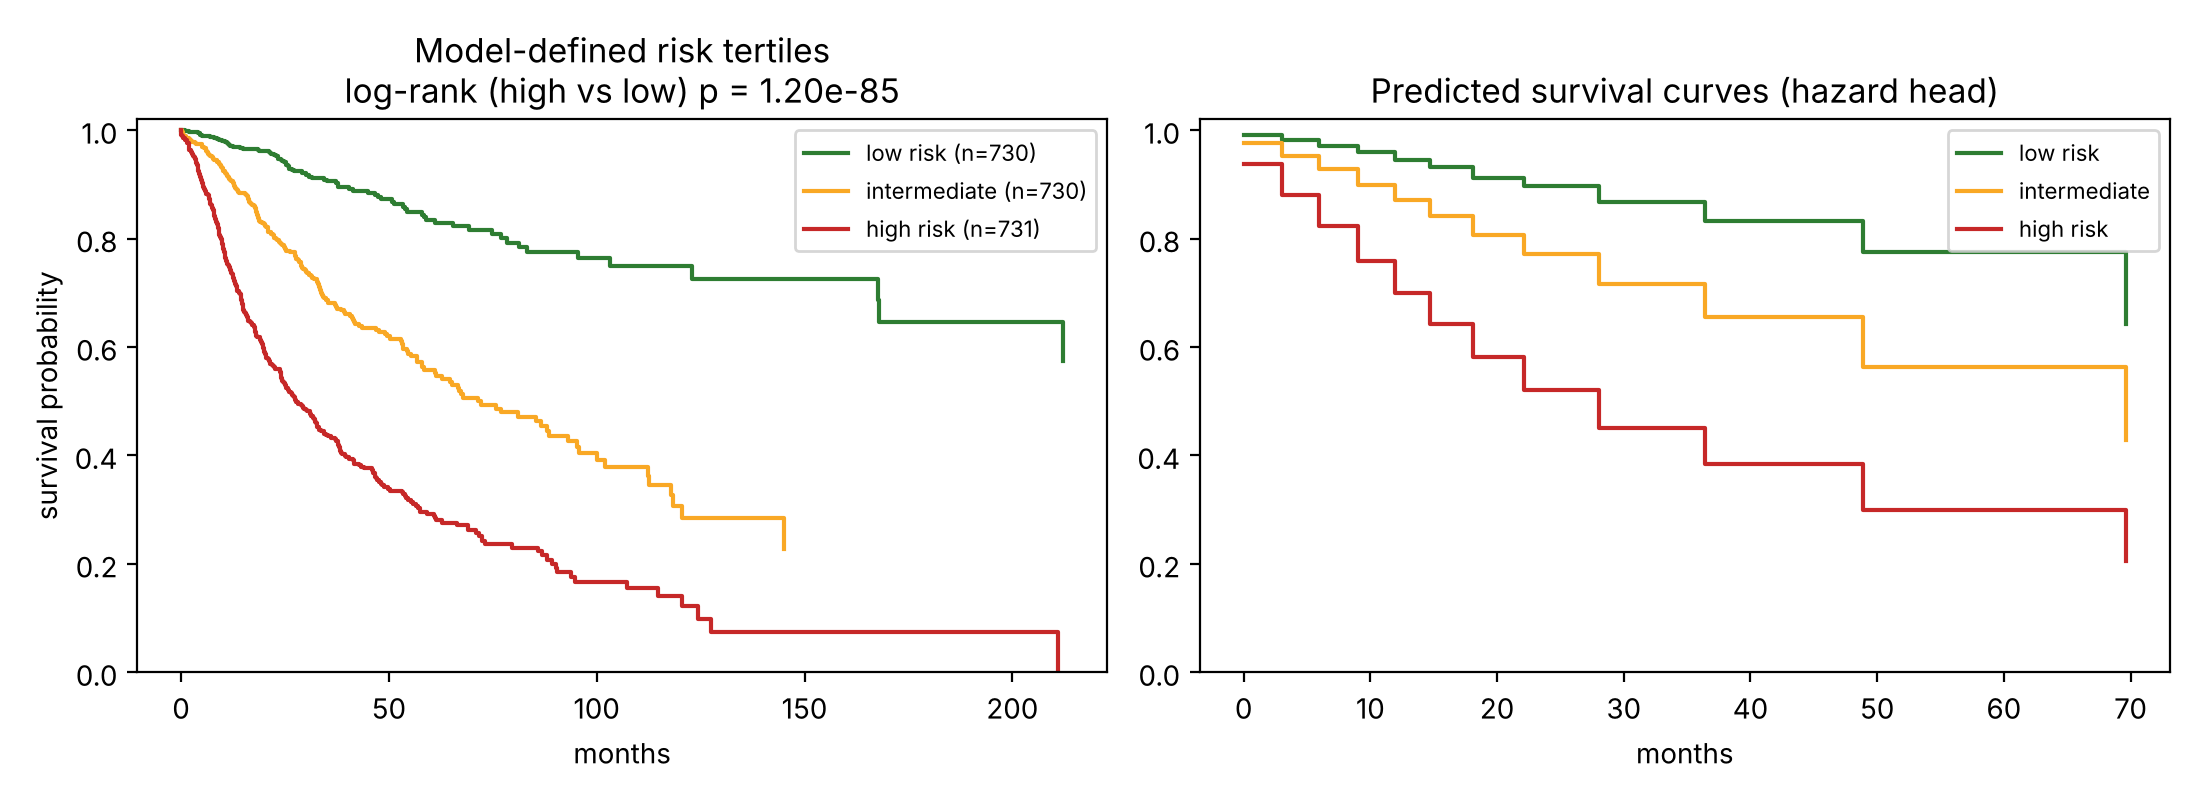 Model-defined risk tertiles
log-rank (high vs low) p = 1.20e-85
survival probability
1.0
0.8
0.6
0.4
0.2
0.0
low risk (n=730)
intermediate (n=730)
high risk (n=731)
0 50 100 150 200
months
Predicted survival curves (hazard head)
1.0
0.8
0.6
0.4
0.2
0.0
low risk
intermediate
high risk
0 10 20 30 40 50 60 70
months